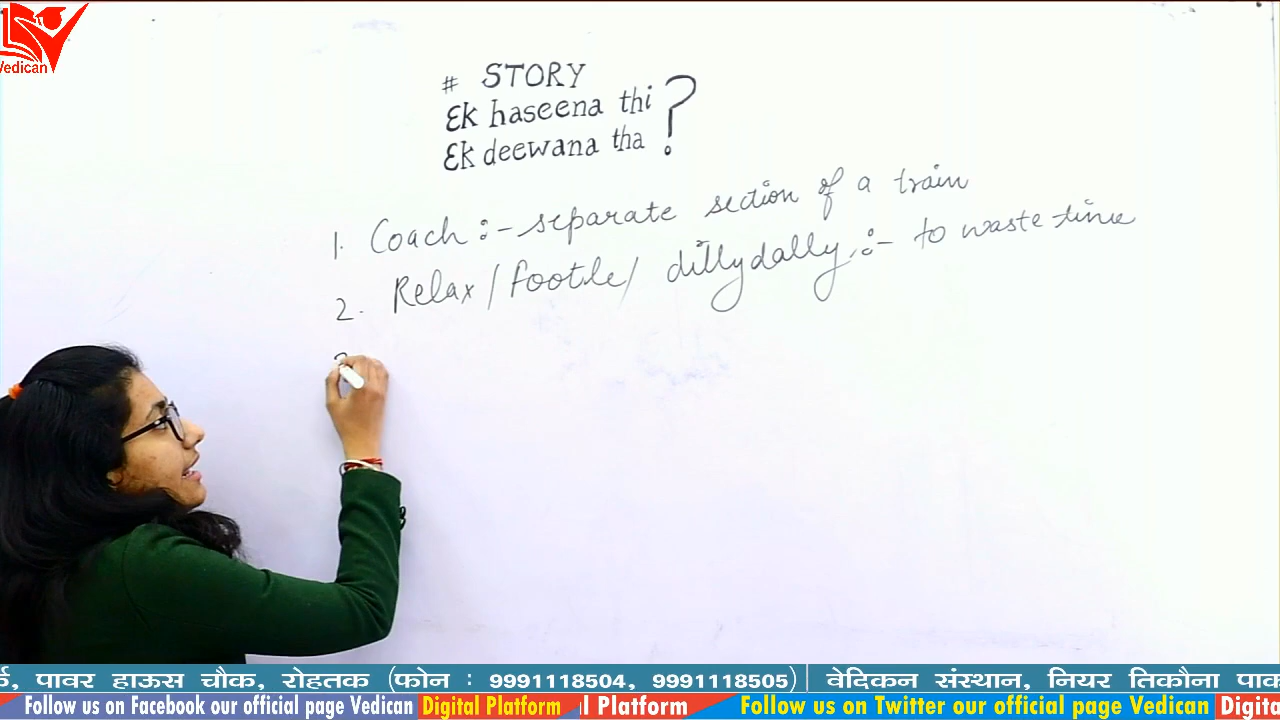 Vedican
# STORY
Ek haseena thi
Ek deewana tha ?
1. Coach :- separate section of a train
2. Relax / footle / dillydally :- to waste time
पावर हाऊस चौक, रोहतक (फोन : 9991118504, 9991118505) | वेदिकन संस्थान, नियर तिकौना पाक
Follow us on Facebook our official page Vedican Digital Platform l Platform Follow us on Twitter our official page Vedican Digita